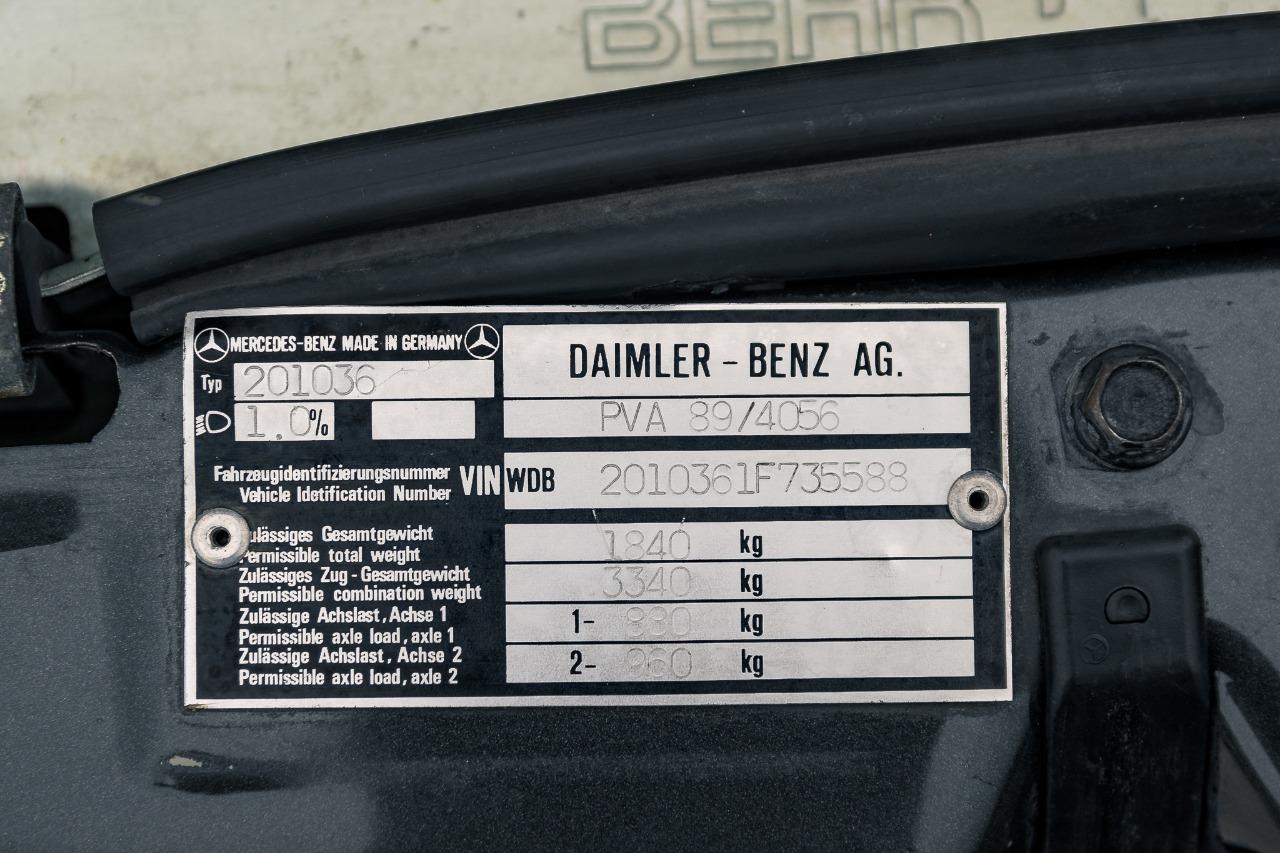 BEHR
MERCEDES-BENZ MADE IN GERMANY
DAIMLER - BENZ AG.
Typ 201036
1.0%
PVA 89/4056
Fahrzeugidentifizierungsnummer
Vehicle Idetification Number
VIN WDB 2010361F735588
Zulässiges Gesamtgewicht
Permissible total weight
1840 kg
Zulässiges Zug-Gesamtgewicht
Permissible combination weight
3340 kg
Zulässige Achslast, Achse 1
Permissible axle load, axle 1
1- 880 kg
Zulässige Achslast, Achse 2
Permissible axle load, axle 2
2- 960 kg